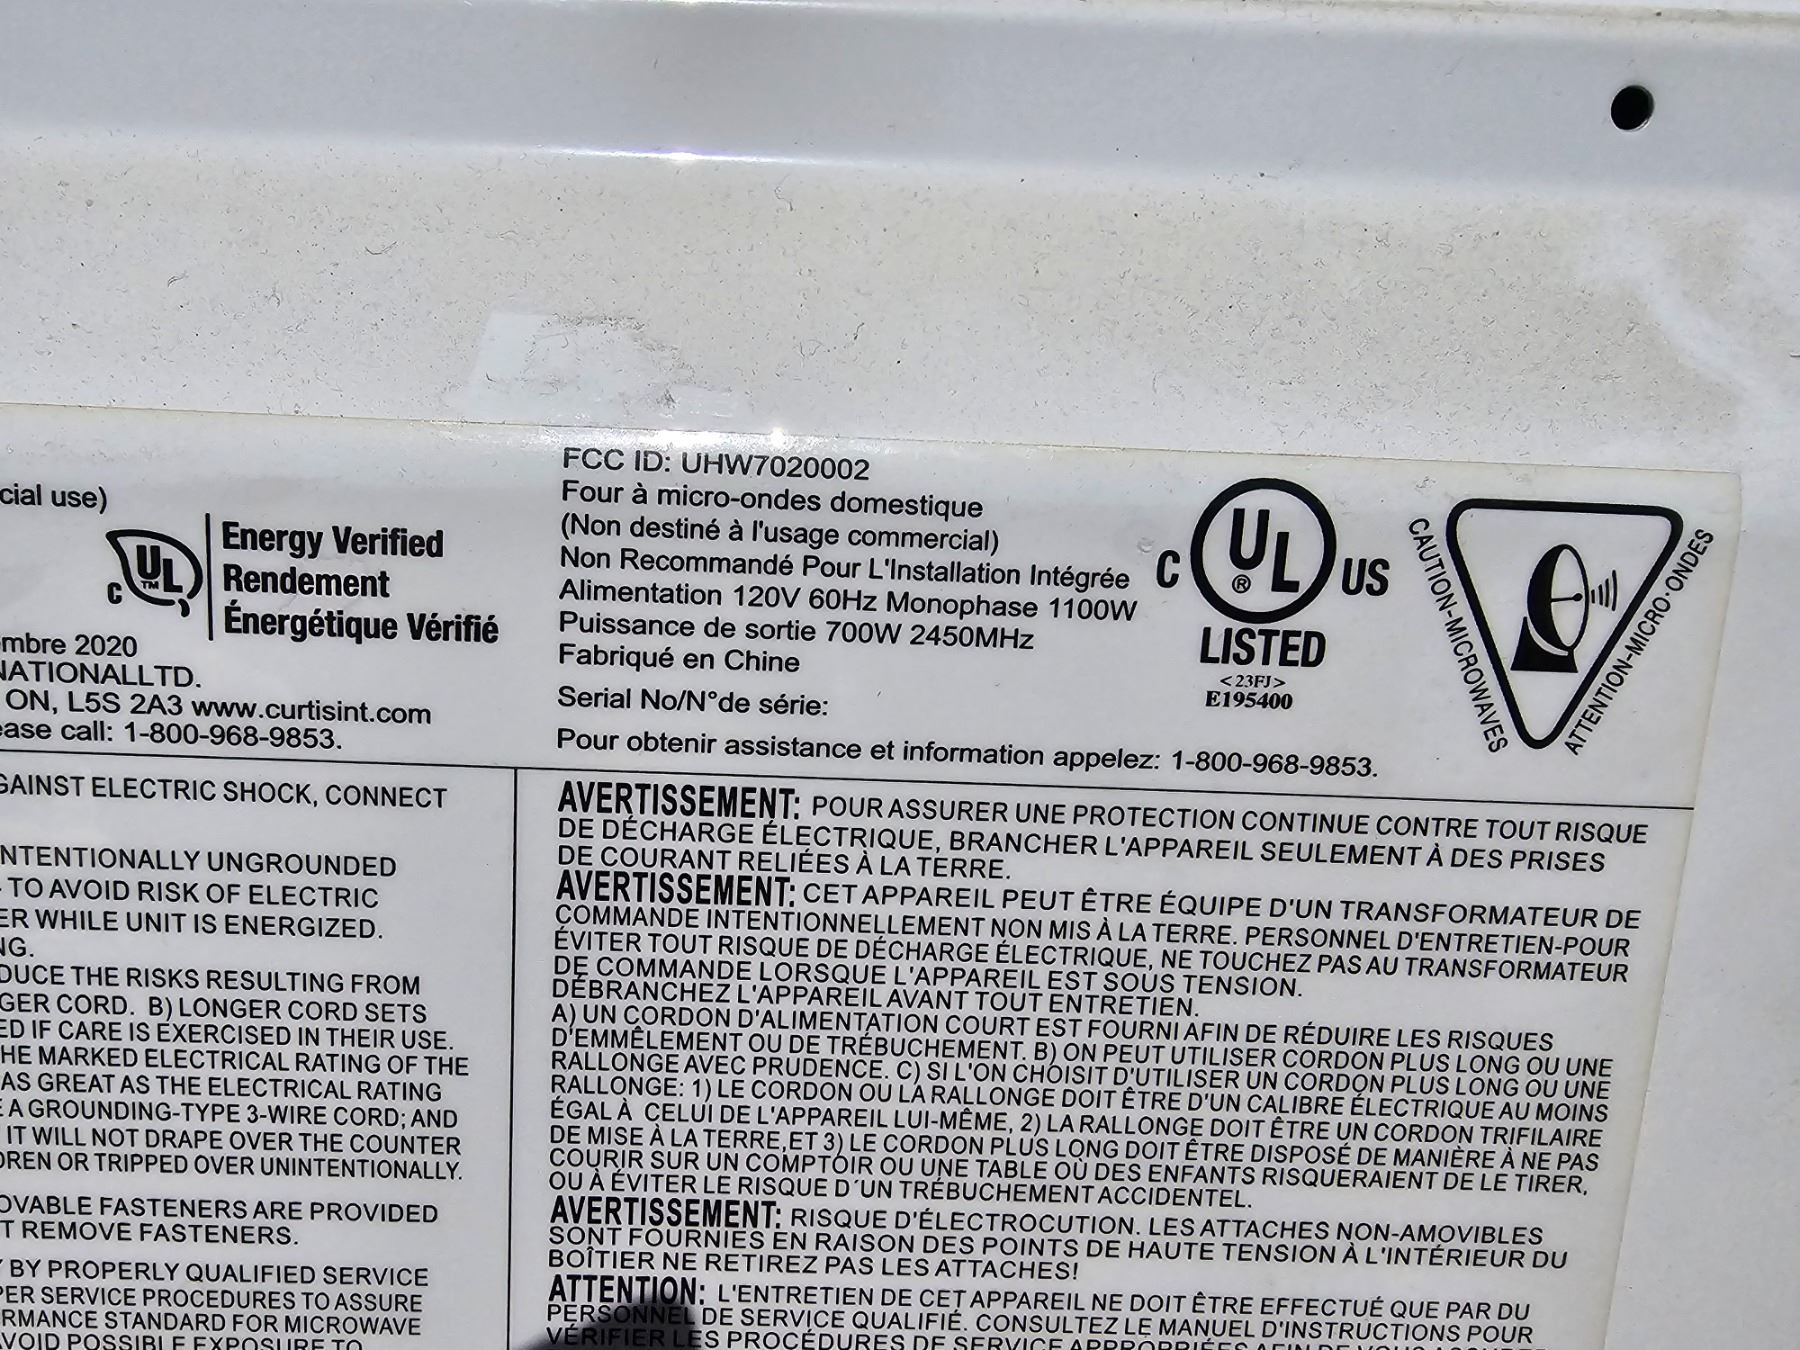 cial use)
UL
TM
C
Energy Verified
Rendement
Énergétique Vérifié
mbre 2020
NATIONALLTD.
ON, L5S 2A3 www.curtisint.com
ease call: 1-800-968-9853.
FCC ID: UHW7020002
Four à micro-ondes domestique
(Non destiné à l'usage commercial)
Non Recommandé Pour L'Installation Intégrée
Alimentation 120V 60Hz Monophase 1100W
Puissance de sortie 700W 2450MHz
Fabriqué en Chine
Serial No/N°de série:
Pour obtenir assistance et information appelez: 1-800-968-9853.
C UL ® US
LISTED
<23FJ>
E195400
CAUTION-MICROWAVES
ATTENTION-MICRO-ONDES
GAINST ELECTRIC SHOCK, CONNECT
NTENTIONALLY UNGROUNDED
- TO AVOID RISK OF ELECTRIC
ER WHILE UNIT IS ENERGIZED.
NG.
DUCE THE RISKS RESULTING FROM
GER CORD. B) LONGER CORD SETS
ED IF CARE IS EXERCISED IN THEIR USE.
HE MARKED ELECTRICAL RATING OF THE
AS GREAT AS THE ELECTRICAL RATING
E A GROUNDING-TYPE 3-WIRE CORD; AND
IT WILL NOT DRAPE OVER THE COUNTER
DREN OR TRIPPED OVER UNINTENTIONALLY.
OVABLE FASTENERS ARE PROVIDED
T REMOVE FASTENERS.
Y BY PROPERLY QUALIFIED SERVICE
PER SERVICE PROCEDURES TO ASSURE
RMANCE STANDARD FOR MICROWAVE
AVOID POSSIBLE EXPOSURE TO
AVERTISSEMENT: POUR ASSURER UNE PROTECTION CONTINUE CONTRE TOUT RISQUE
DE DÉCHARGE ÉLECTRIQUE, BRANCHER L'APPAREIL SEULEMENT À DES PRISES
DE COURANT RELIÉES À LA TERRE.
AVERTISSEMENT: CET APPAREIL PEUT ÊTRE ÉQUIPE D'UN TRANSFORMATEUR DE
COMMANDE INTENTIONNELLEMENT NON MIS À LA TERRE. PERSONNEL D'ENTRETIEN-POUR
ÉVITER TOUT RISQUE DE DÉCHARGE ÉLECTRIQUE, NE TOUCHEZ PAS AU TRANSFORMATEUR
DE COMMANDE LORSQUE L'APPAREIL EST SOUS TENSION.
DÉBRANCHEZ L'APPAREIL AVANT TOUT ENTRETIEN.
A) UN CORDON D'ALIMENTATION COURT EST FOURNI AFIN DE RÉDUIRE LES RISQUES
D'EMMÊLEMENT OU DE TRÉBUCHEMENT. B) ON PEUT UTILISER CORDON PLUS LONG OU UNE
RALLONGE AVEC PRUDENCE. C) SI L'ON CHOISIT D'UTILISER UN CORDON PLUS LONG OU UNE
RALLONGE: 1) LE CORDON OU LA RALLONGE DOIT ÊTRE D'UN CALIBRE ÉLECTRIQUE AU MOINS
ÉGAL À CELUI DE L'APPAREIL LUI-MÊME, 2) LA RALLONGE DOIT ÊTRE UN CORDON TRIFILAIRE
DE MISE À LA TERRE, ET 3) LE CORDON PLUS LONG DOIT ÊTRE DISPOSÉ DE MANIÈRE À NE PAS
COURIR SUR UN COMPTOIR OU UNE TABLE OÙ DES ENFANTS RISQUERAIENT DE LE TIRER,
OU À ÉVITER LE RISQUE D'UN TRÉBUCHEMENT ACCIDENTEL.
AVERTISSEMENT: RISQUE D'ÉLECTROCUTION. LES ATTACHES NON-AMOVIBLES
SONT FOURNIES EN RAISON DES POINTS DE HAUTE TENSION À L'INTÉRIEUR DU
BOÎTIER NE RETIREZ PAS LES ATTACHES!
ATTENTION: L'ENTRETIEN DE CET APPAREIL NE DOIT ÊTRE EFFECTUÉ QUE PAR DU
PERSONNEL DE SERVICE QUALIFIÉ. CONSULTEZ LE MANUEL D'INSTRUCTIONS POUR
VÉRIFIER LES PROCÉDURES DE SERVICE APPROPRIÉES AFIN DE VOUS